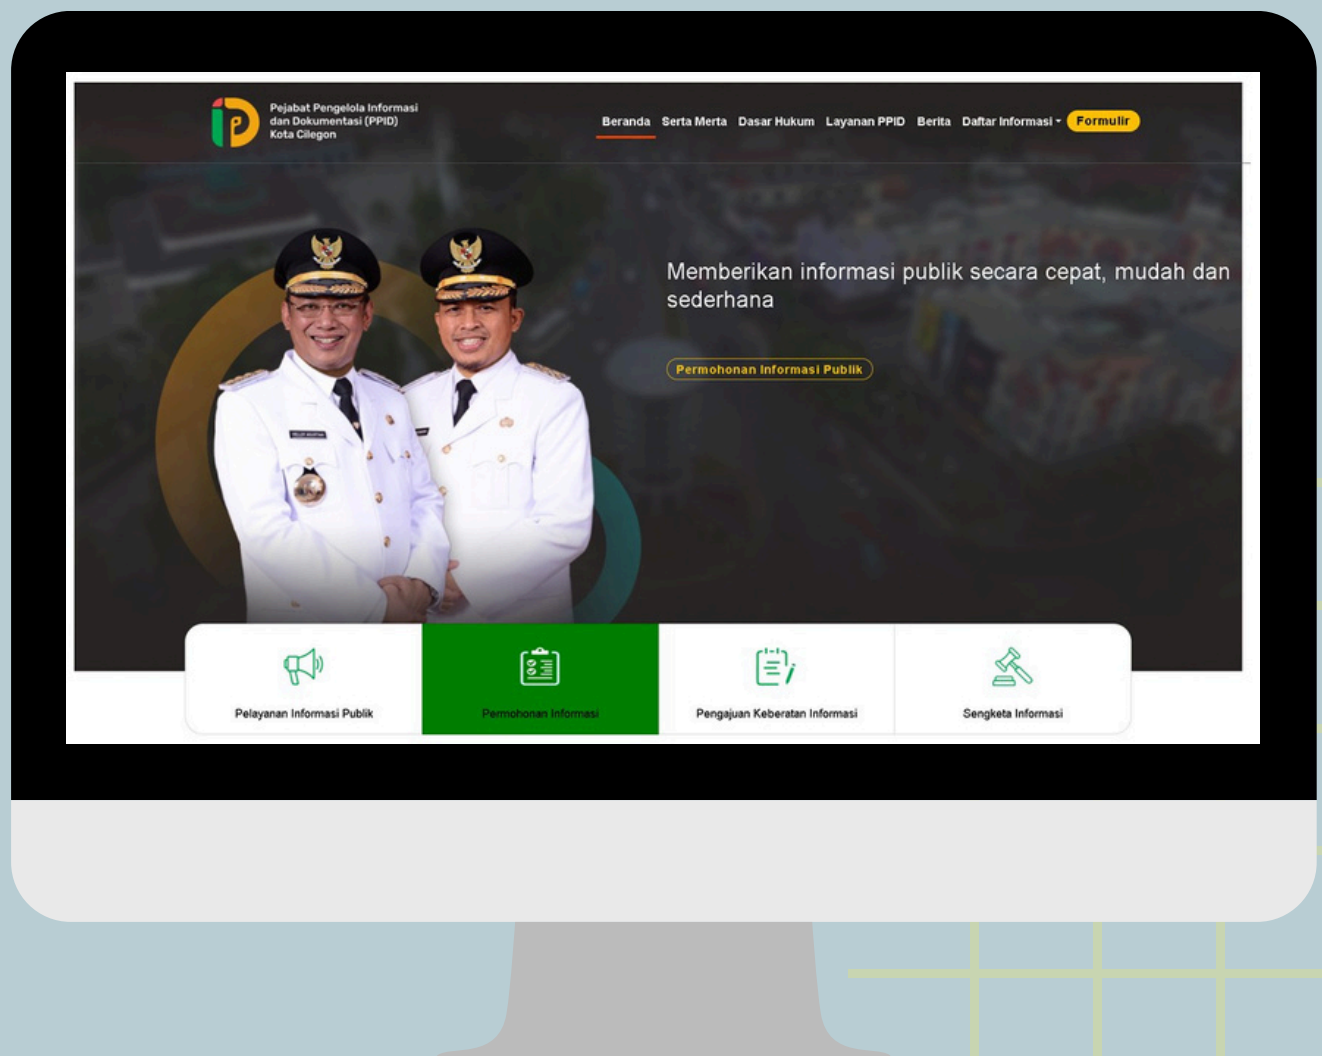 Pejabat Pengelola Informasi
dan Dokumentasi (PPID)
Kota Cilegon
Beranda Serta Merta Dasar Hukum Layanan PPID Berita Daftar Informasi Formulir
Memberikan informasi publik secara cepat, mudah dan
sederhana
Permohonan Informasi Publik
Pelayanan Informasi Publik
Permohonan Informasi
Pengajuan Keberatan Informasi
Sengketa Informasi